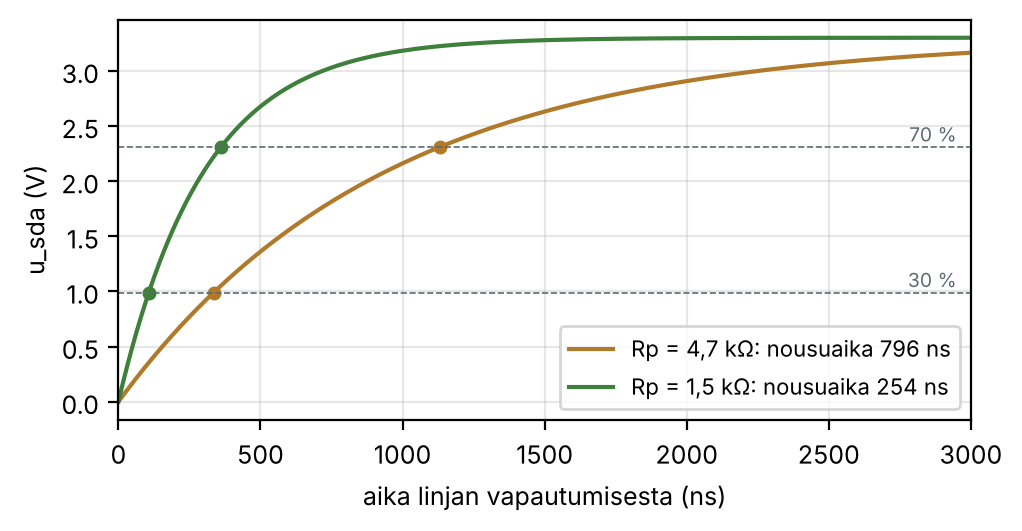 u_sda (V)
3.0
2.5
2.0
1.5
1.0
0.5
0.0
70 %
30 %
Rp = 4,7 kΩ: nousuaika 796 ns
Rp = 1,5 kΩ: nousuaika 254 ns
0 500 1000 1500 2000 2500 3000
aika linjan vapautumisesta (ns)